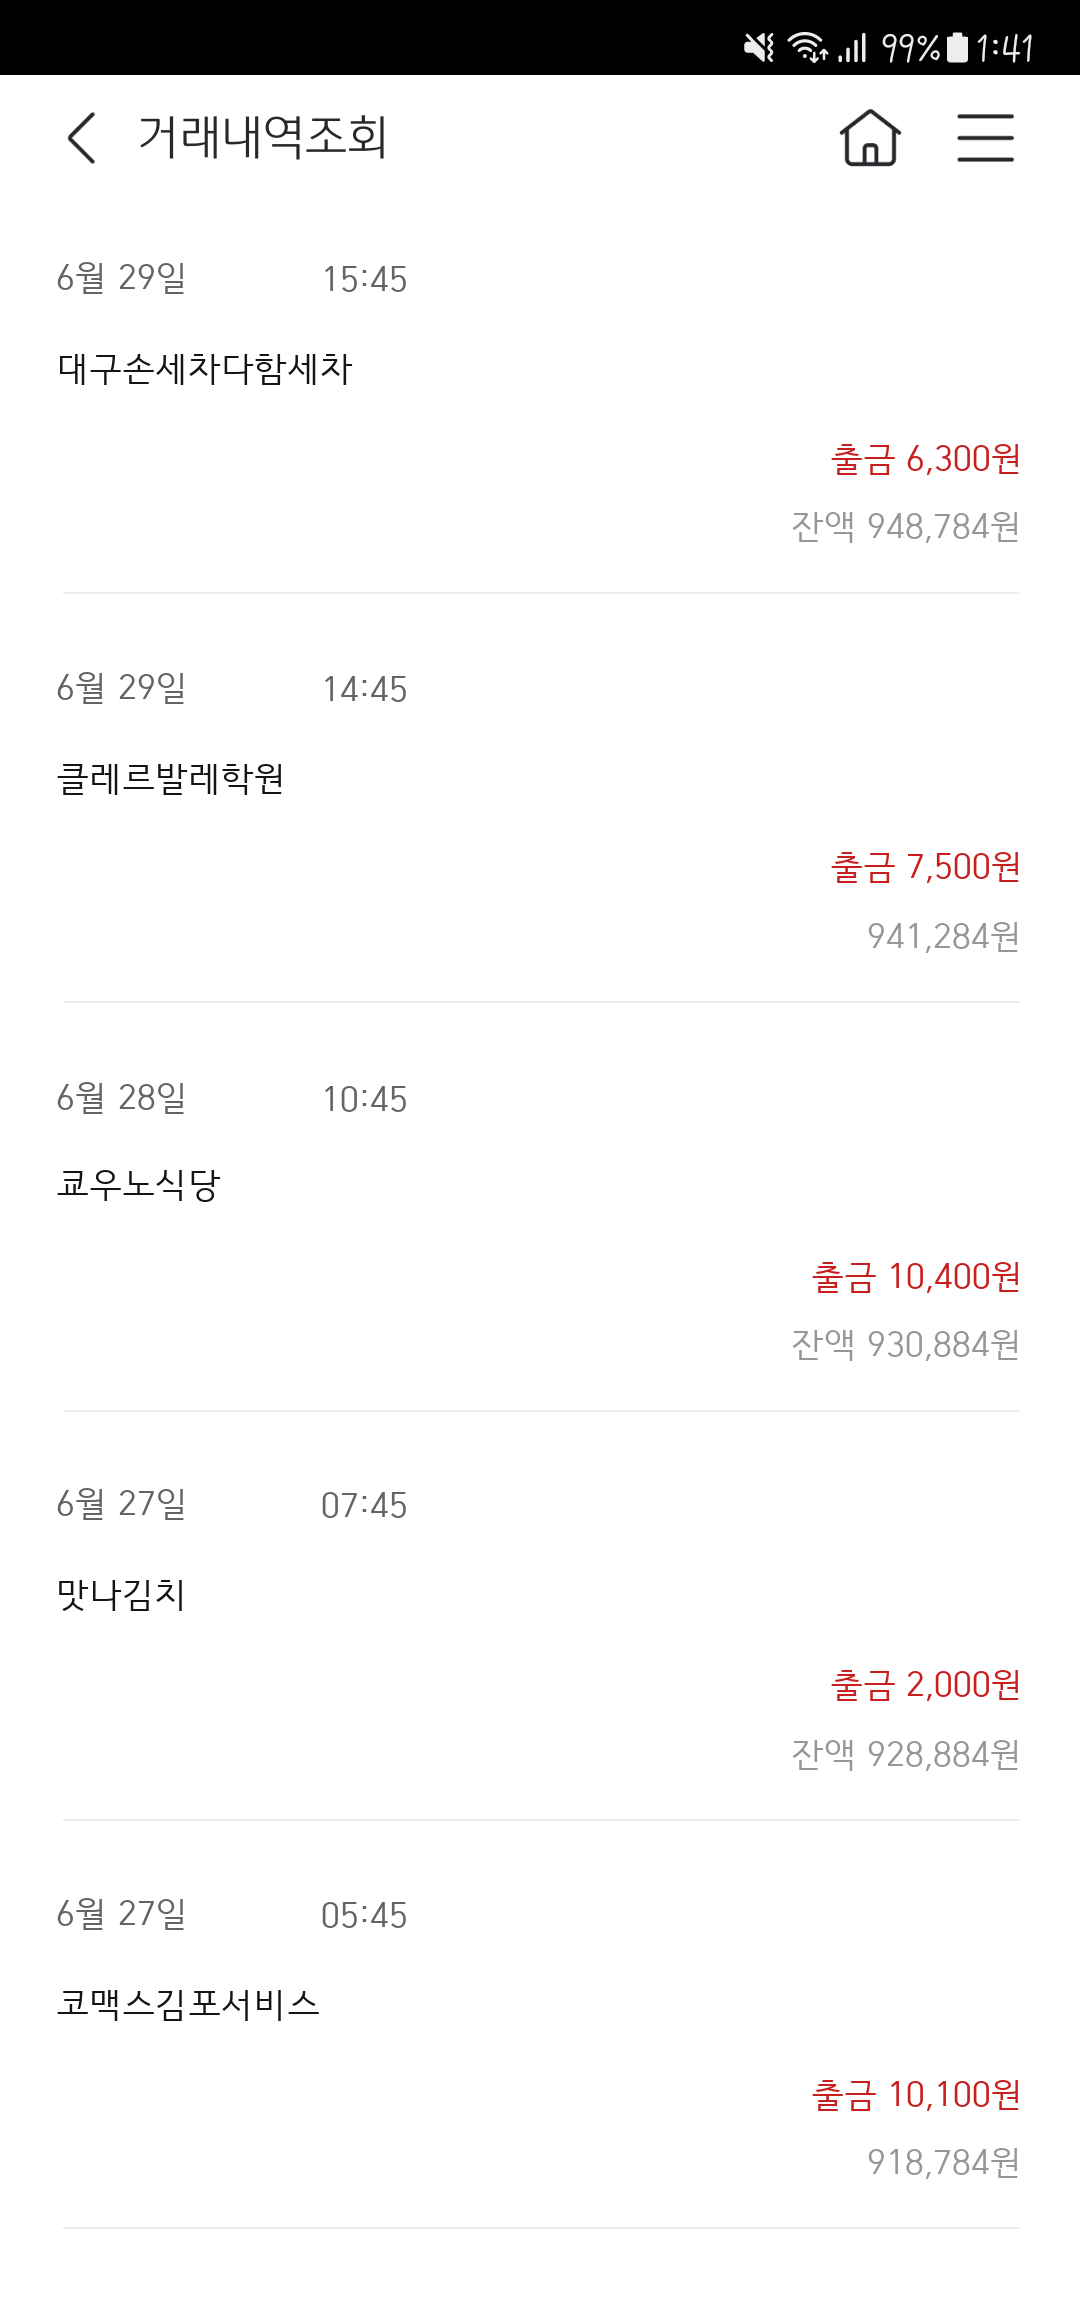 99% 1:41
거래내역조회
6월 29일 15:45
대구손세차다함세차
출금 6,300원
잔액 948,784원
6월 29일 14:45
클레르발레학원
출금 7,500원
941,284원
6월 28일 10:45
쿄우노식당
출금 10,400원
잔액 930,884원
6월 27일 07:45
맛나김치
출금 2,000원
잔액 928,884원
6월 27일 05:45
코맥스김포서비스
출금 10,100원
918,784원